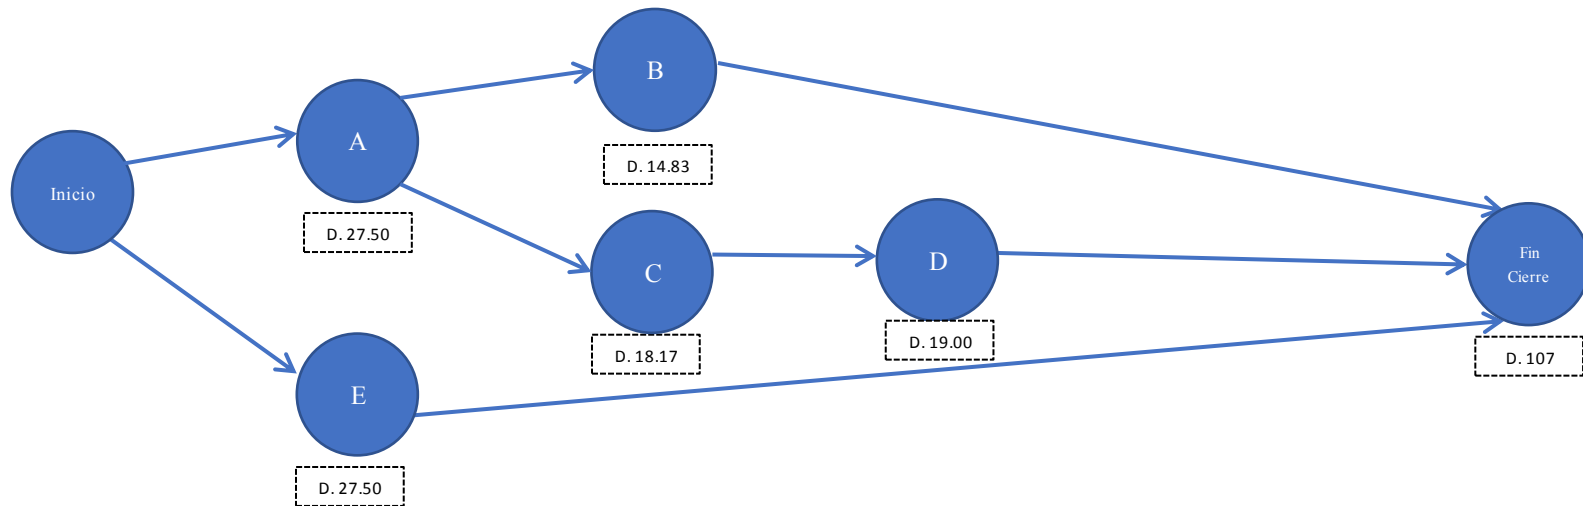 B
A
D. 14.83
Inicio
D. 27.50
C
D
Fin
Cierre
D. 18.17
D. 19.00
D. 107
E
D. 27.50